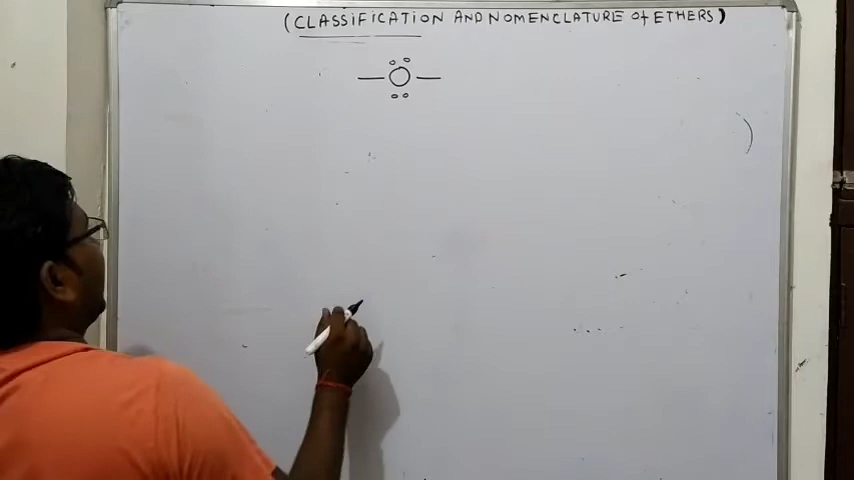 (CLASSIFICATION AND NOMENCLATURE of ETHERS)
— O —